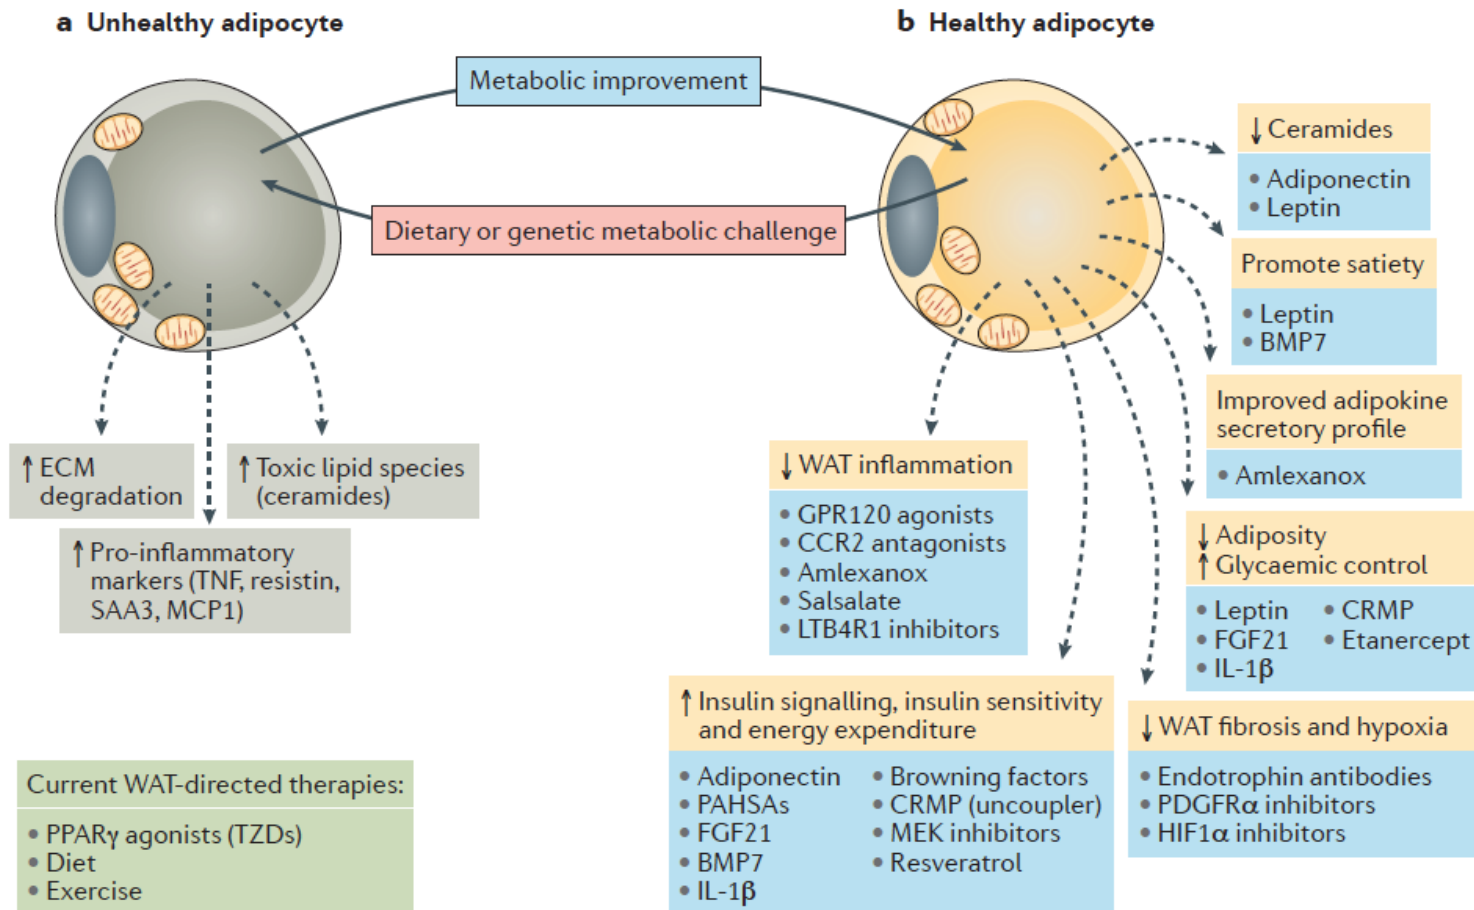 a Unhealthy adipocyte
b Healthy adipocyte
Metabolic improvement
Dietary or genetic metabolic challenge
↑ ECM
degradation
↑ Toxic lipid species
(ceramides)
↑ Pro-inflammatory
markers (TNF, resistin,
SAA3, MCP1)
Current WAT-directed therapies:
• PPARγ agonists (TZDs)
• Diet
• Exercise
↓ Ceramides
• Adiponectin
• Leptin
Promote satiety
• Leptin
• BMP7
Improved adipokine
secretory profile
• Amlexanox
↓ Adiposity
↑ Glycaemic control
• Leptin
• FGF21
• IL-1β
• CRMP
• Etanercept
↓ WAT inflammation
• GPR120 agonists
• CCR2 antagonists
• Amlexanox
• Salsalate
• LTB4R1 inhibitors
↑ Insulin signalling, insulin sensitivity
and energy expenditure
• Adiponectin
• PAHSAs
• FGF21
• BMP7
• IL-1β
• Browning factors
• CRMP (uncoupler)
• MEK inhibitors
• Resveratrol
↓ WAT fibrosis and hypoxia
• Endotrophin antibodies
• PDGFRα inhibitors
• HIF1α inhibitors